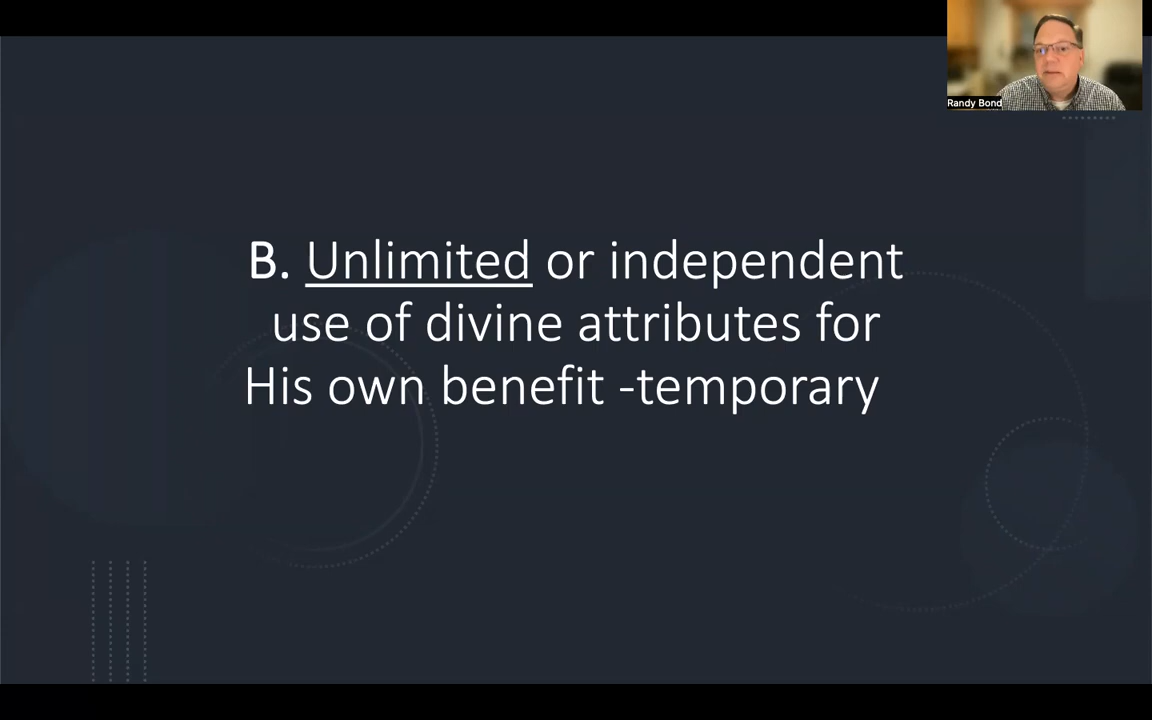 Randy Bond
B. Unlimited or independent
use of divine attributes for
His own benefit -temporary